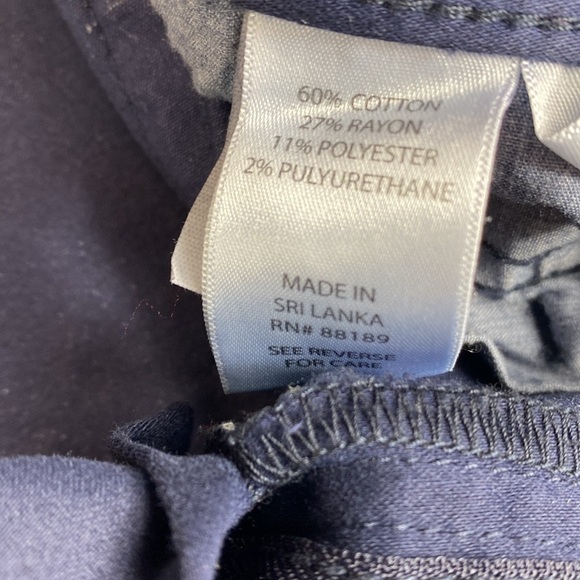 60% COTTON
27% RAYON
11% POLYESTER
2% PULYURETHANE
MADE IN
SRI LANKA
RN# 88189
SEE REVERSE
FOR CARE